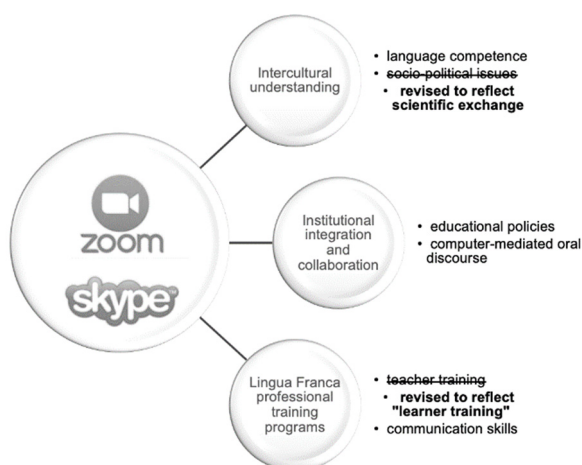 Intercultural
understanding
• language competence
• socio-political issues
• revised to reflect
scientific exchange
zoom
skype™
Institutional
integration
and
collaboration
• educational policies
• computer-mediated oral
discourse
Lingua Franca
professional
training
programs
• teacher training
• revised to reflect
"learner training"
• communication skills